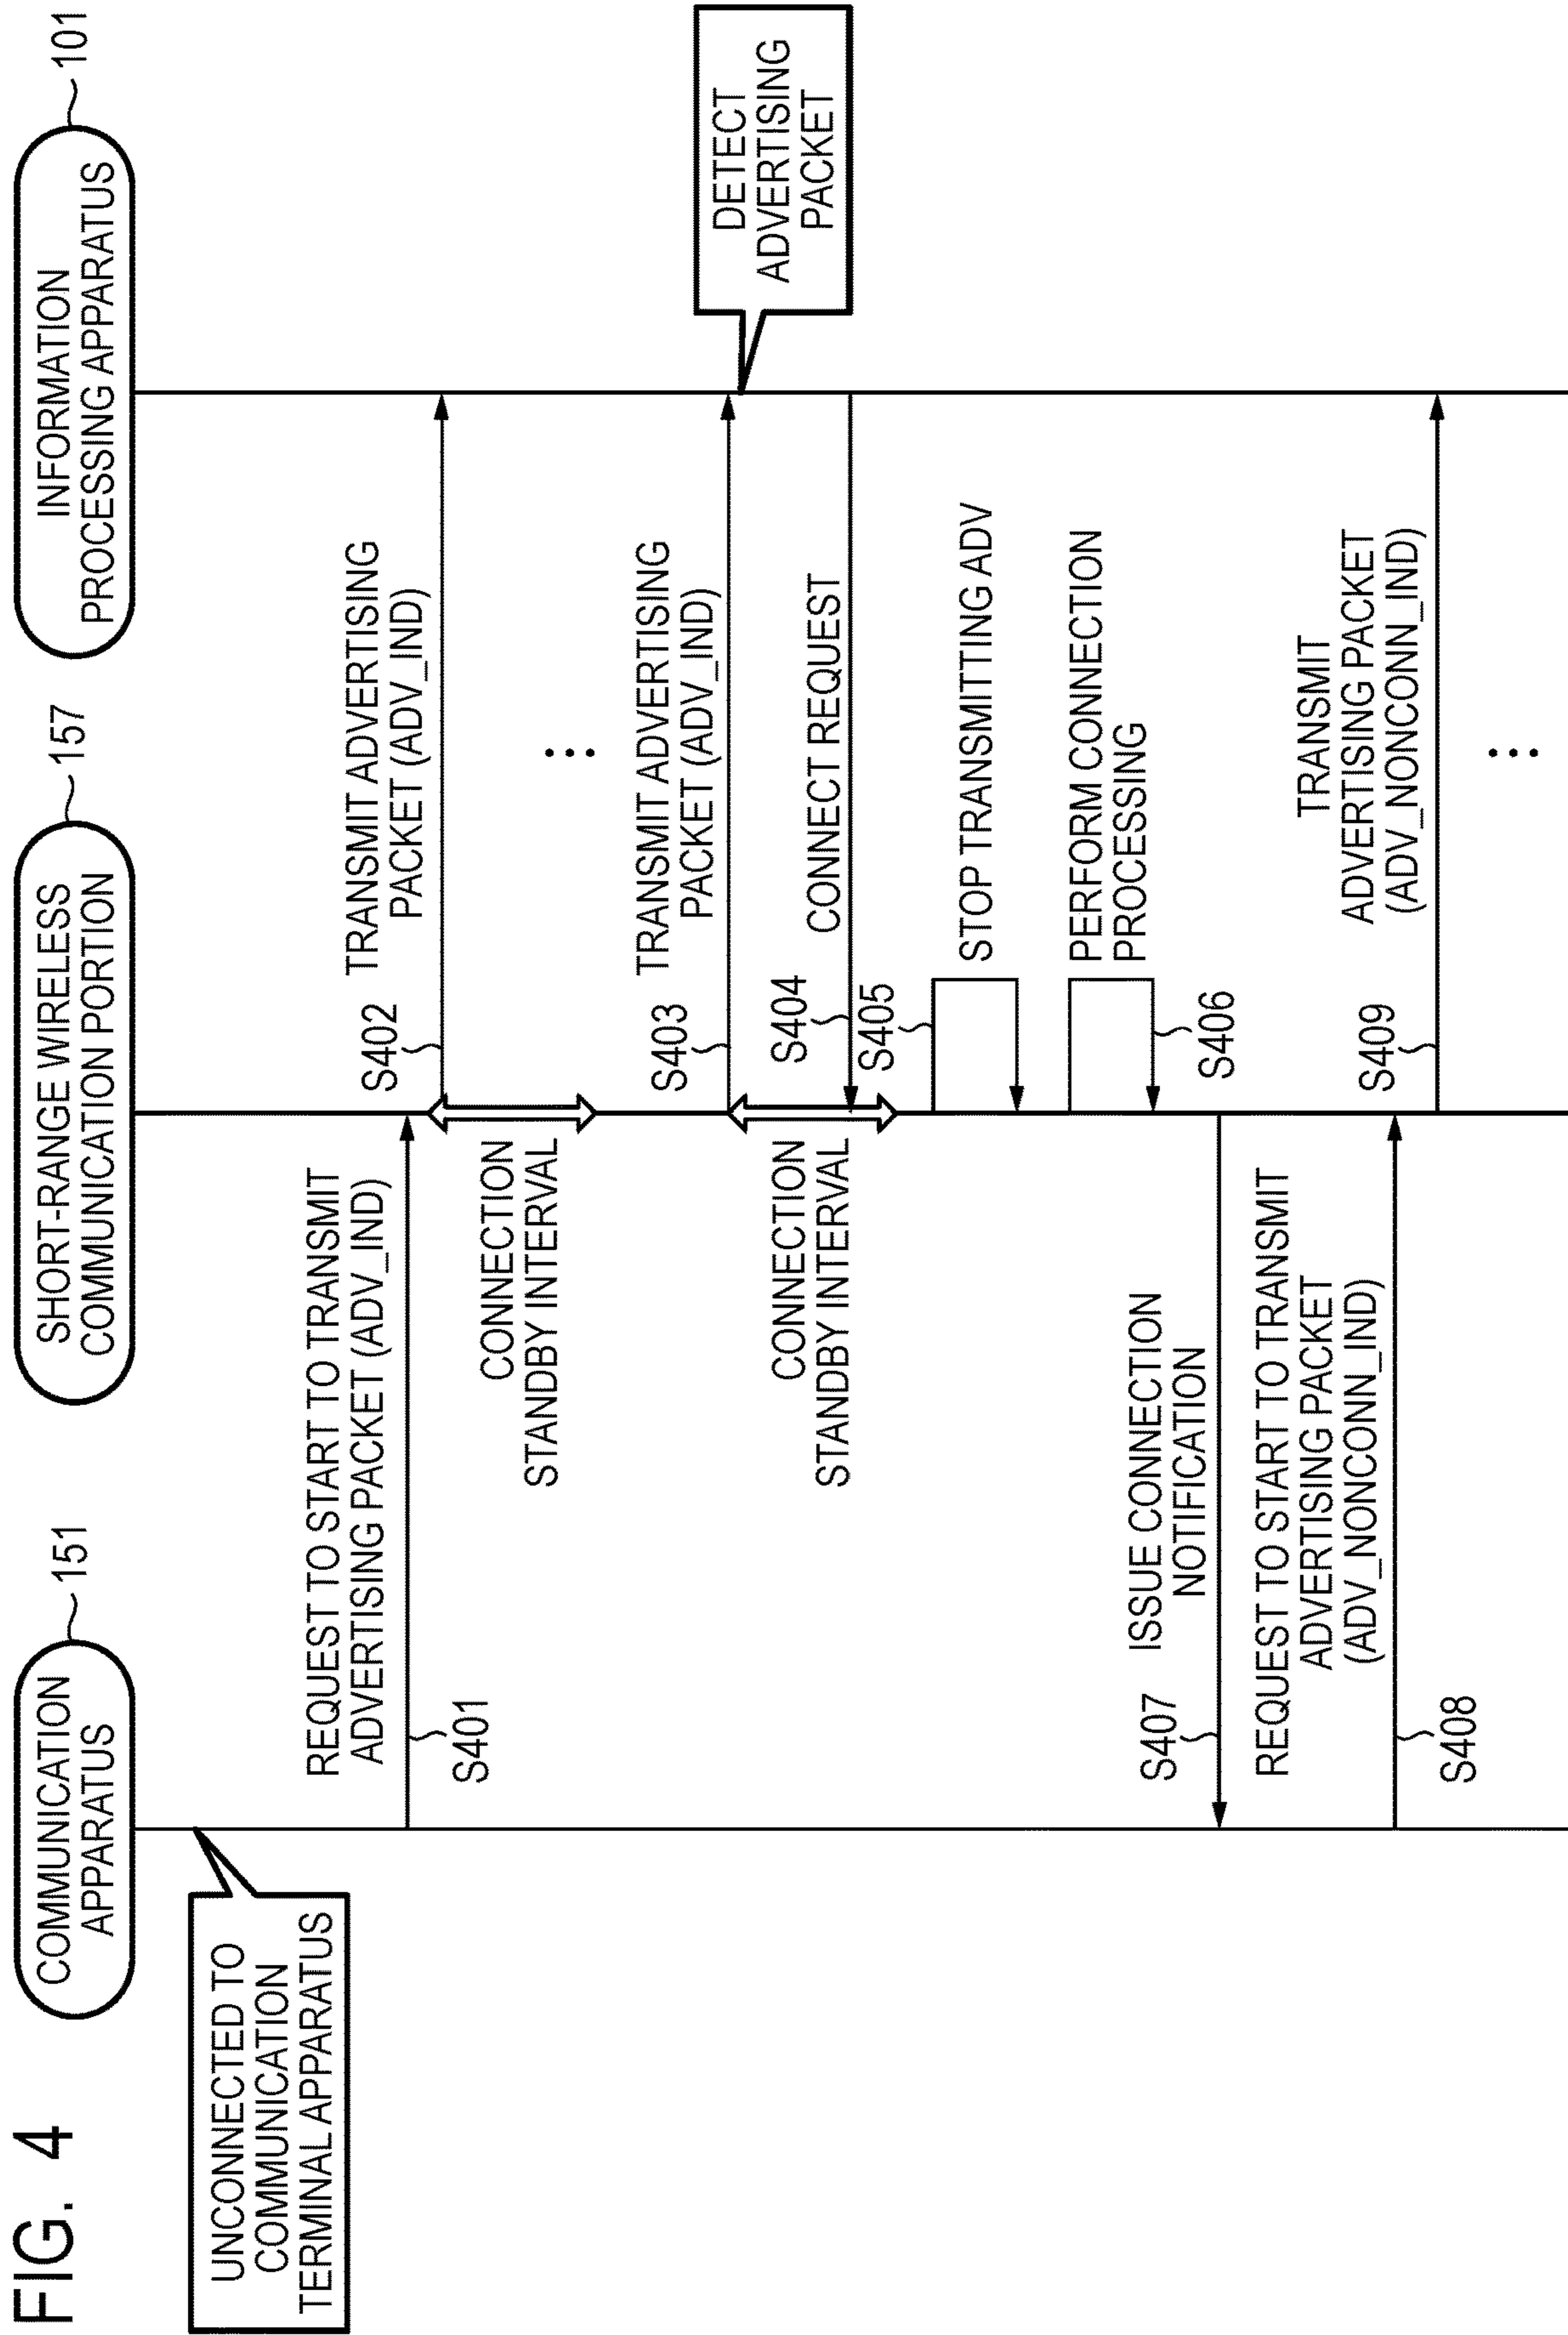 FIG. 4
COMMUNICATION
APPARATUS
151
SHORT-RANGE WIRELESS
COMMUNICATION PORTION
157
INFORMATION
PROCESSING APPARATUS
101
UNCONNECTED TO
COMMUNICATION
TERMINAL APPARATUS
REQUEST TO START TO TRANSMIT
ADVERTISING PACKET (ADV_IND)
S401
TRANSMIT ADVERTISING
PACKET (ADV_IND)
S402
CONNECTION
STANDBY INTERVAL
...
TRANSMIT ADVERTISING
PACKET (ADV_IND)
S403
DETECT
ADVERTISING
PACKET
CONNECTION
STANDBY INTERVAL
S404
CONNECT REQUEST
S405
STOP TRANSMITTING ADV
PERFORM CONNECTION
PROCESSING
S406
ISSUE CONNECTION
NOTIFICATION
S407
REQUEST TO START TO TRANSMIT
ADVERTISING PACKET
(ADV_NONCONN_IND)
S408
TRANSMIT
ADVERTISING PACKET
(ADV_NONCONN_IND)
S409
...